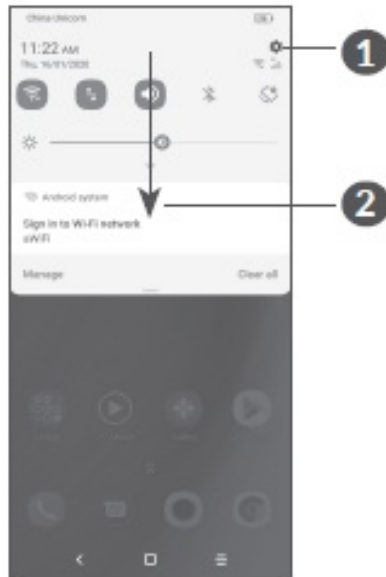 China Unicom
11:22 AM
Thu, 16/01/2020
1
Android system
2
Sign in to Wi-Fi network
Manage
Clear all